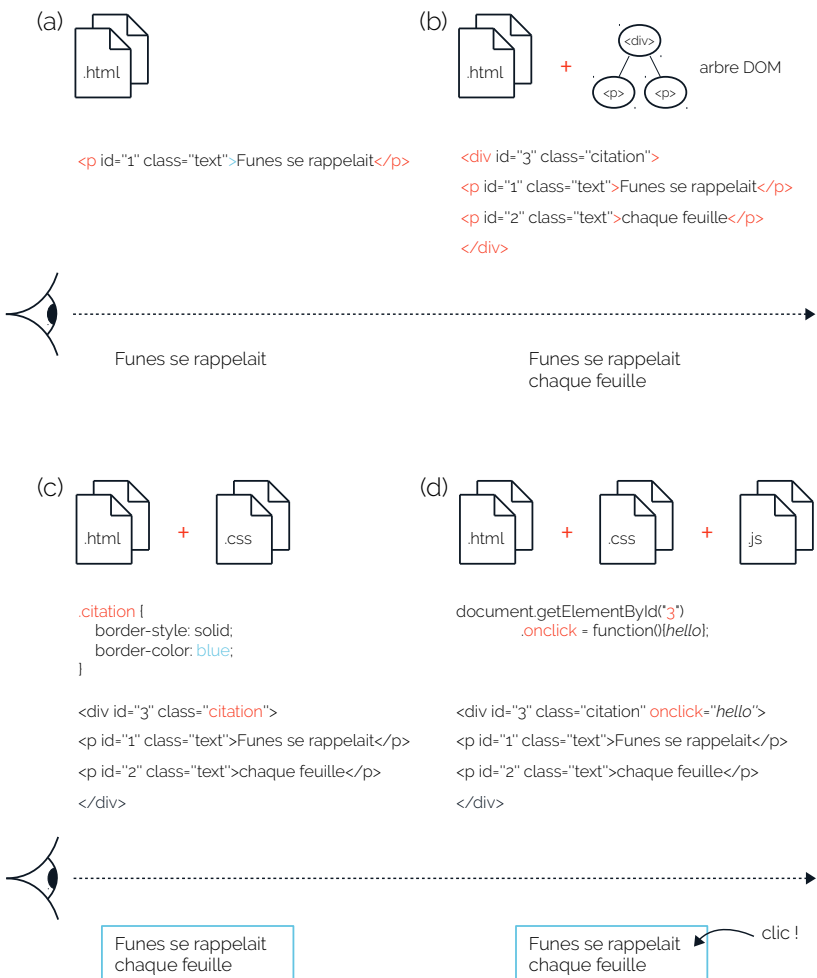 (a)
.html
<p id="1" class="text">Funes se rappelait</p>
Funes se rappelait
(b)
.html
+
<div>
<p>
<p>
arbre DOM
<div id="3" class="citation">
<p id="1" class="text">Funes se rappelait</p>
<p id="2" class="text">chaque feuille</p>
</div>
Funes se rappelait
chaque feuille
(c)
.html
+
.css
.citation {
border-style: solid;
border-color: blue;
}
<div id="3" class="citation">
<p id="1" class="text">Funes se rappelait</p>
<p id="2" class="text">chaque feuille</p>
</div>
Funes se rappelait
chaque feuille
(d)
.html
+
.css
+
.js
document.getElementById("3")
.onclick = function(){hello};
<div id="3" class="citation" onclick="hello">
<p id="1" class="text">Funes se rappelait</p>
<p id="2" class="text">chaque feuille</p>
</div>
Funes se rappelait
chaque feuille
clic !